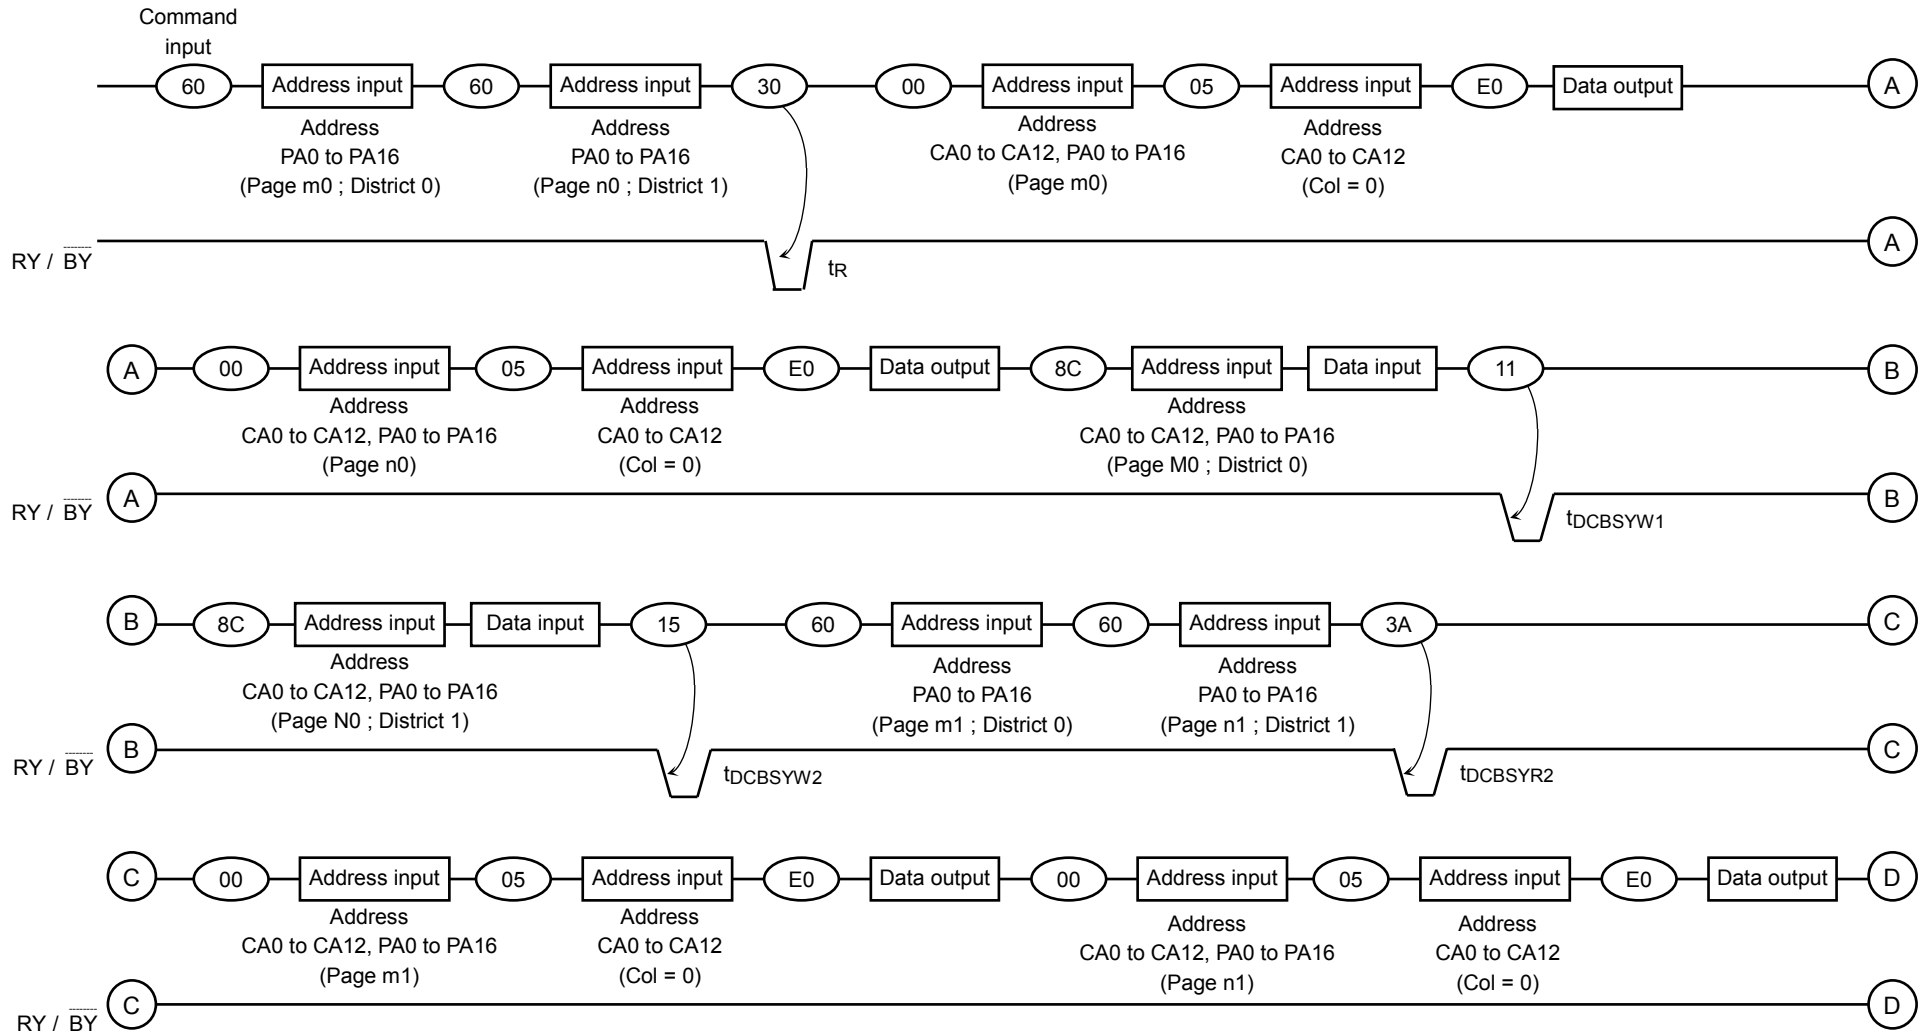 Command
input
60 Address input 60 Address input 30 00 Address input 05 Address input E0 Data output A
Address
PA0 to PA16
(Page m0 ; District 0)
Address
PA0 to PA16
(Page n0 ; District 1)
Address
CA0 to CA12, PA0 to PA16
(Page m0)
Address
CA0 to CA12
(Col = 0)
RY / BY tR A
A 00 Address input 05 Address input E0 Data output 8C Address input Data input 11 B
Address
CA0 to CA12, PA0 to PA16
(Page n0)
Address
CA0 to CA12
(Col = 0)
Address
CA0 to CA12, PA0 to PA16
(Page M0 ; District 0)
RY / BY A tDCBSYW1 B
B 8C Address input Data input 15 60 Address input 60 Address input 3A C
Address
CA0 to CA12, PA0 to PA16
(Page N0 ; District 1)
Address
PA0 to PA16
(Page m1 ; District 0)
Address
PA0 to PA16
(Page n1 ; District 1)
RY / BY B tDCBSYW2 tDCBSYR2 C
C 00 Address input 05 Address input E0 Data output 00 Address input 05 Address input E0 Data output D
Address
CA0 to CA12, PA0 to PA16
(Page m1)
Address
CA0 to CA12
(Col = 0)
Address
CA0 to CA12, PA0 to PA16
(Page n1)
Address
CA0 to CA12
(Col = 0)
RY / BY C D